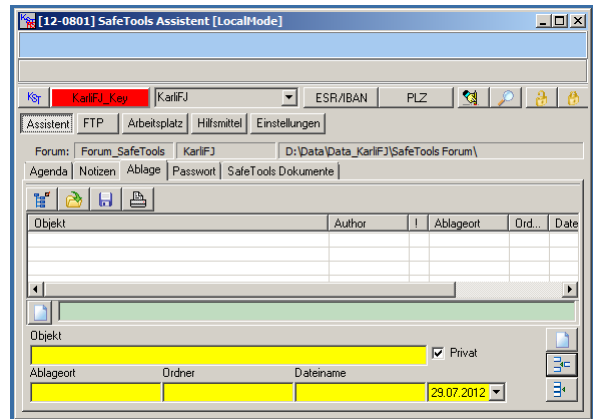 [12-0801] SafeTools Assistent [LocalMode]
KST KarliFJ_Key KarliFJ ESR/IBAN PLZ
Assistent FTP Arbeitsplatz Hilfsmittel Einstellungen
Forum: Forum_SafeTools KarliFJ D:\Data\Data_KarliFJ\SafeTools Forum\
Agenda Notizen Ablage Passwort SafeTools Dokumente
Objekt Author ! Ablageort Ord... Date
Objekt
Privat
Ablageort Ordner Dateiname
29.07.2012